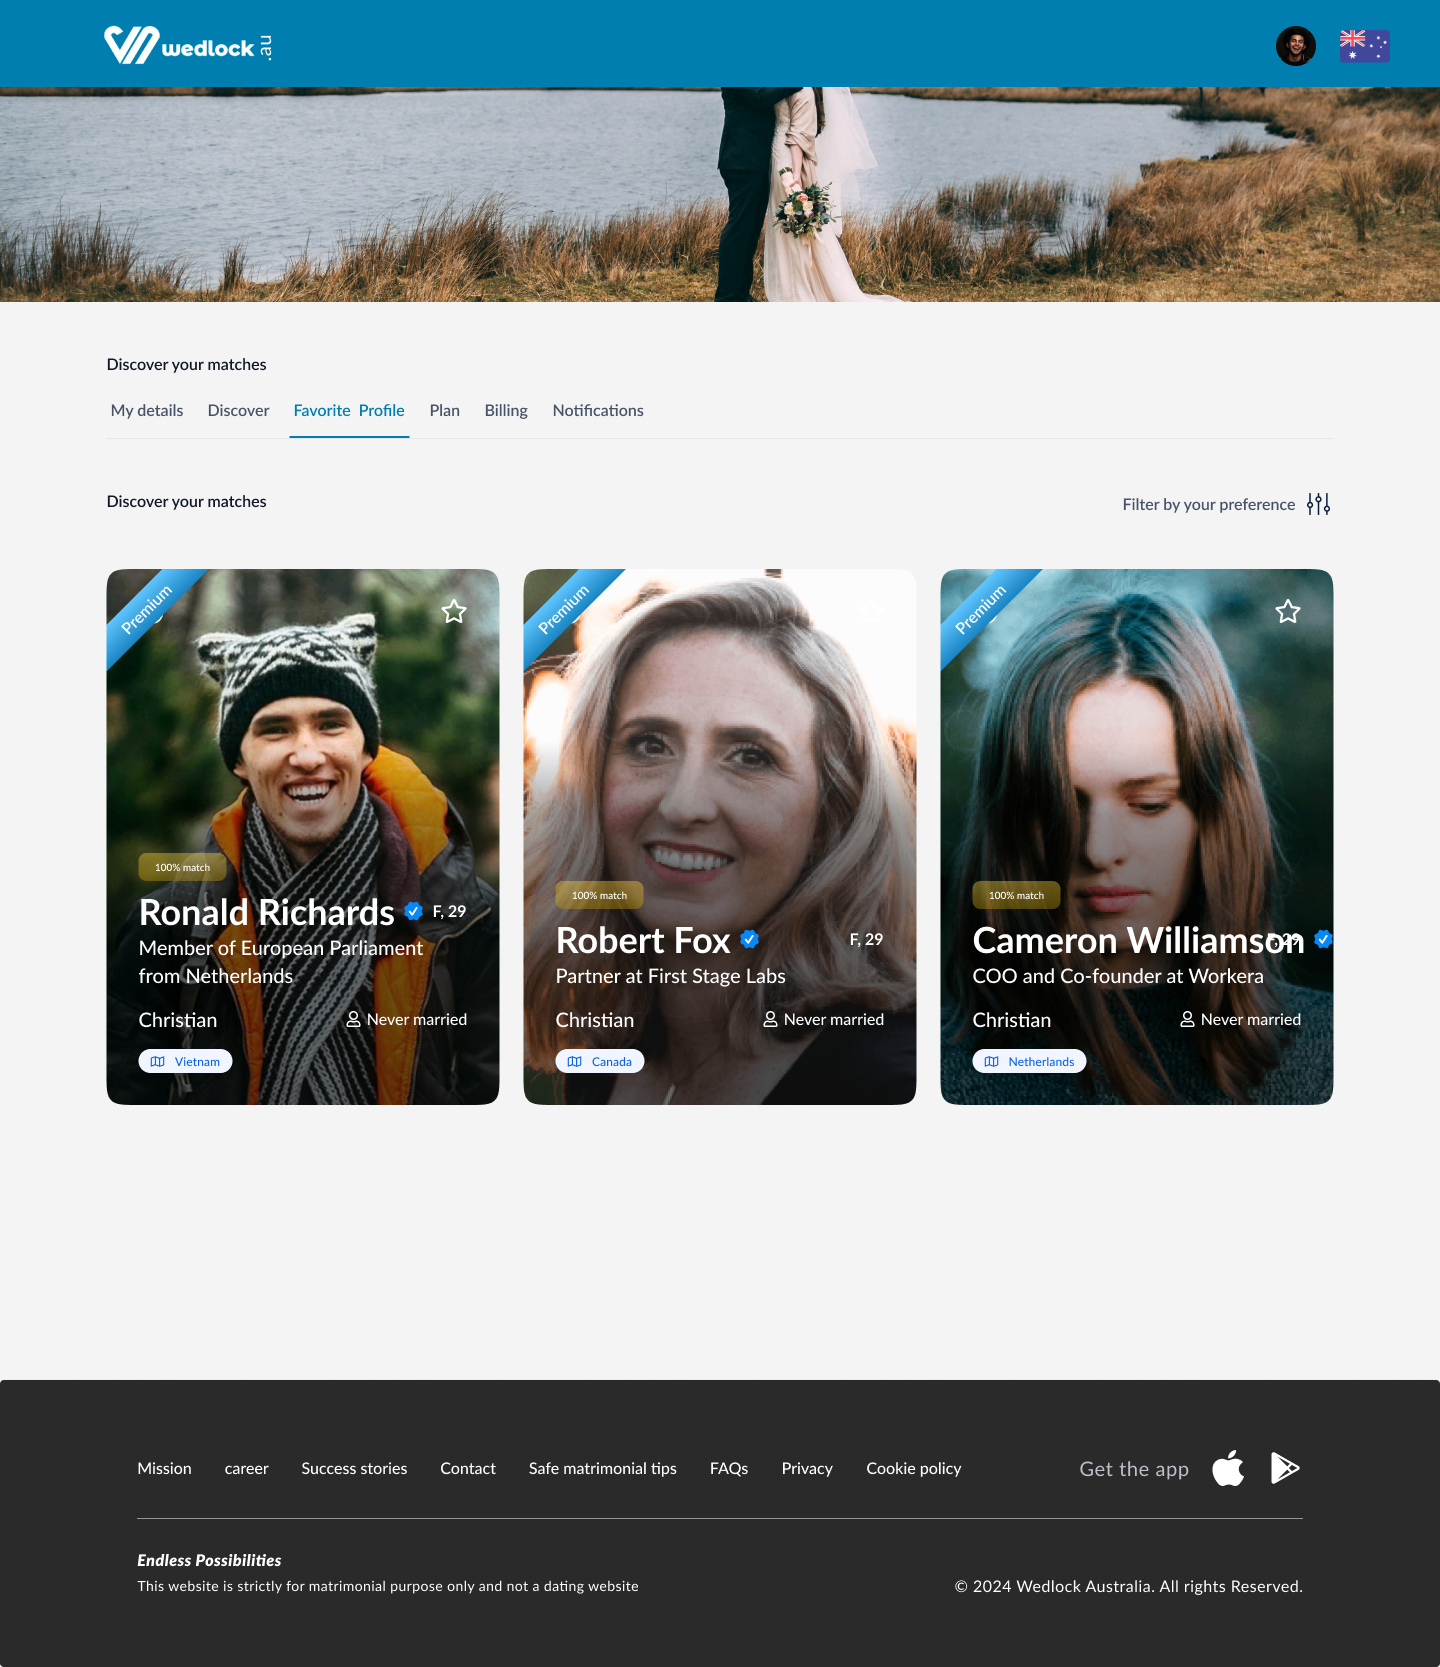 wedlock .au
Discover your matches
My details Discover Favorite Profile Plan Billing Notifications
Discover your matches
Filter by your preference
Premium
100% match
Ronald Richards F, 29
Member of European Parliament
from Netherlands
Christian Never married
Vietnam
Premium
100% match
Robert Fox F, 29
Partner at First Stage Labs
Christian Never married
Canada
Premium
100% match
Cameron Williamson F, 29
COO and Co-founder at Workera
Christian Never married
Netherlands
Mission career Success stories Contact Safe matrimonial tips FAQs Privacy Cookie policy Get the app
Endless Possibilities
This website is strictly for matrimonial purpose only and not a dating website
© 2024 Wedlock Australia. All rights Reserved.